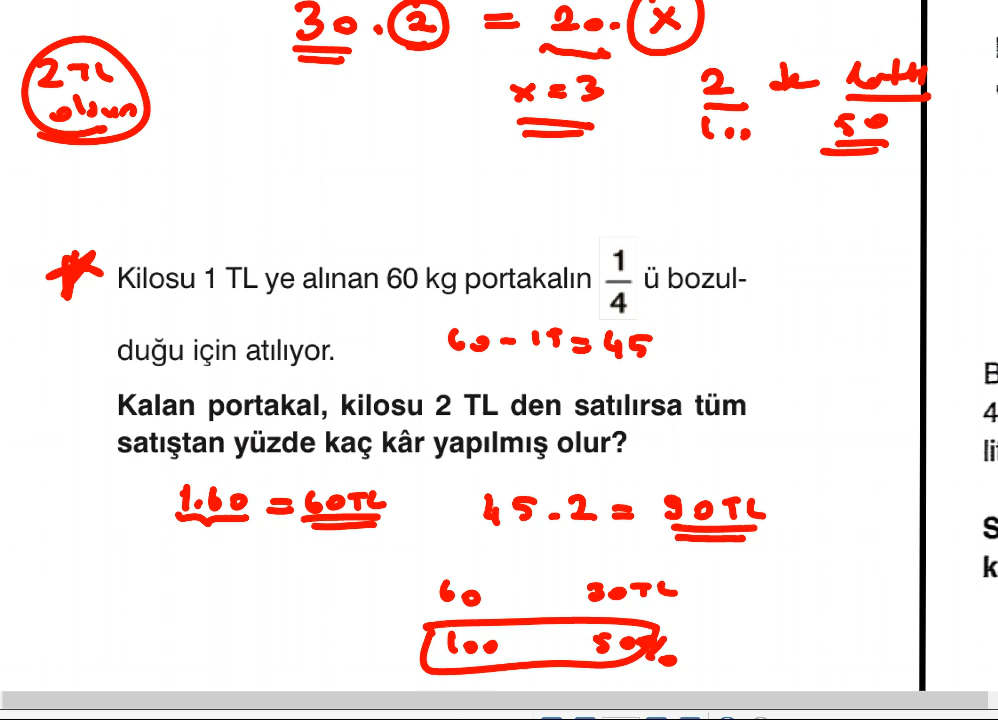 30 . 2 = 20 . x
2 TL
olsun
x = 3
2
100
de
50
Kilosu 1 TL ye alınan 60 kg portakalın 1/4 ü bozul-
60 - 15 = 45
duğu için atılıyor.
Kalan portakal, kilosu 2 TL den satılırsa tüm
satıştan yüzde kaç kâr yapılmış olur?
1.60 = 60TL 45.2 = 90TL
60 30TL
100 50%
B
4
S
k